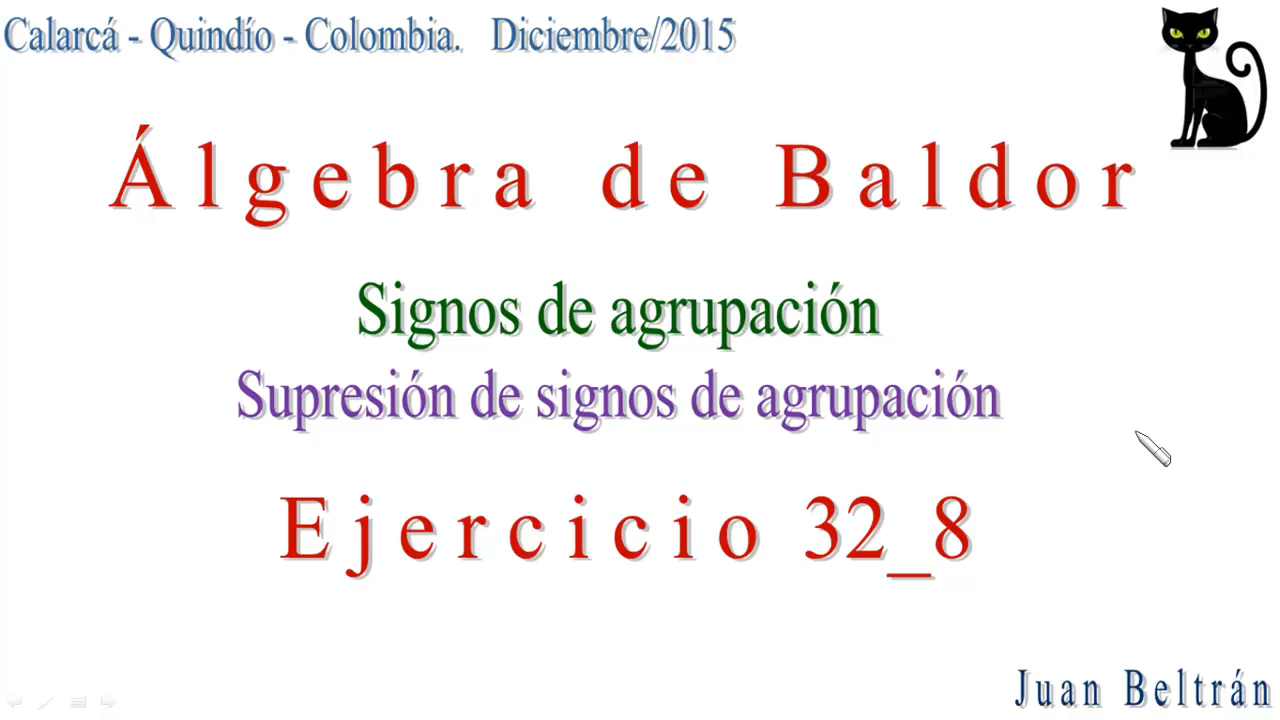 Calarcá - Quindío - Colombia. Diciembre/2015
Álgebra de Baldor
Signos de agrupación
Supresión de signos de agrupación
Ejercicio 32_8
Juan Beltrán